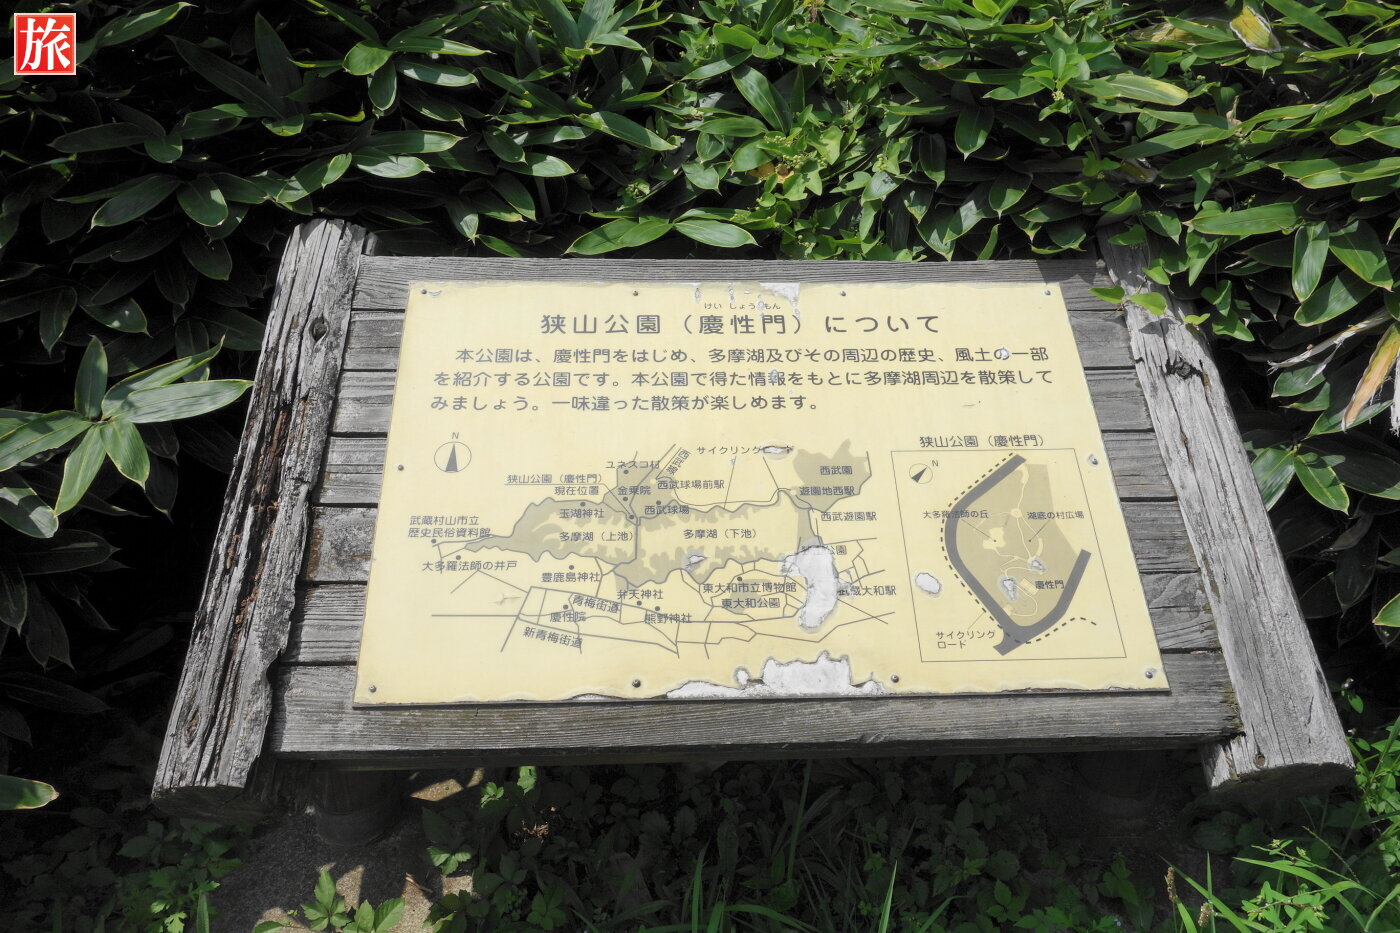 旅
けいしょうもん
狭山公園（慶性門）について
本公園は、慶性門をはじめ、多摩湖及びその周辺の歴史、風土の一部
を紹介する公園です。本公園で得た情報をもとに多摩湖周辺を散策して
みましょう。一味違った散策が楽しめます。
N
サイクリングロード
ユネスコ村
狭山公園（慶性門）
現在位置
金乗院
西武球場前駅
西武園
遊園地西駅
玉湖神社
西武球場
西武遊園駅
武蔵村山市立
歴史民俗資料館
多摩湖（上池）
多摩湖（下池）
公園
大多羅法師の井戸
豊鹿島神社
東大和市立博物館
武蔵大和駅
弁天神社
東大和公園
青梅街道
慶性院
熊野神社
新青梅街道
狭山公園（慶性門）
N
大多羅法師の丘
湖底の村広場
慶性門
サイクリング
ロード